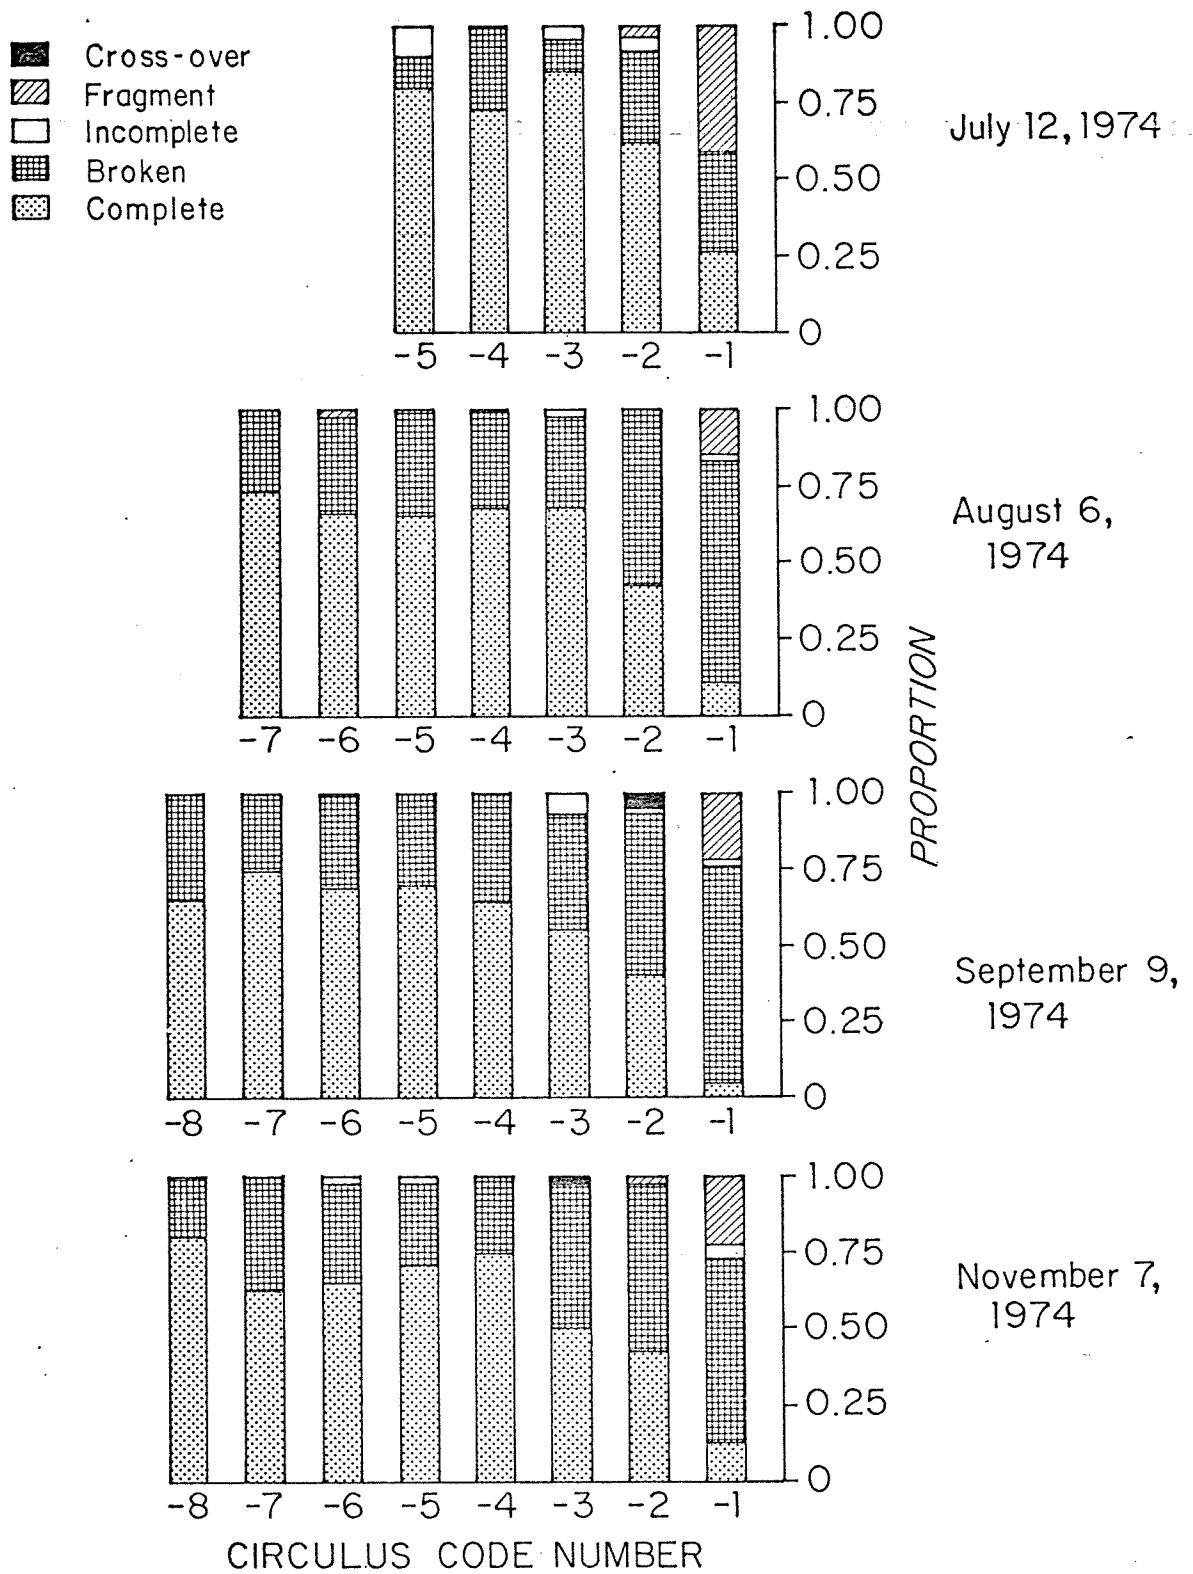 Cross-over
Fragment
Incomplete
Broken
Complete
1.00
0.75
0.50
0.25
0
July 12, 1974
-5 -4 -3 -2 -1
1.00
0.75
0.50
0.25
0
August 6,
1974
-7 -6 -5 -4 -3 -2 -1
PROPORTION
1.00
0.75
0.50
0.25
0
September 9,
1974
-8 -7 -6 -5 -4 -3 -2 -1
1.00
0.75
0.50
0.25
0
November 7,
1974
-8 -7 -6 -5 -4 -3 -2 -1
CIRCULUS CODE NUMBER